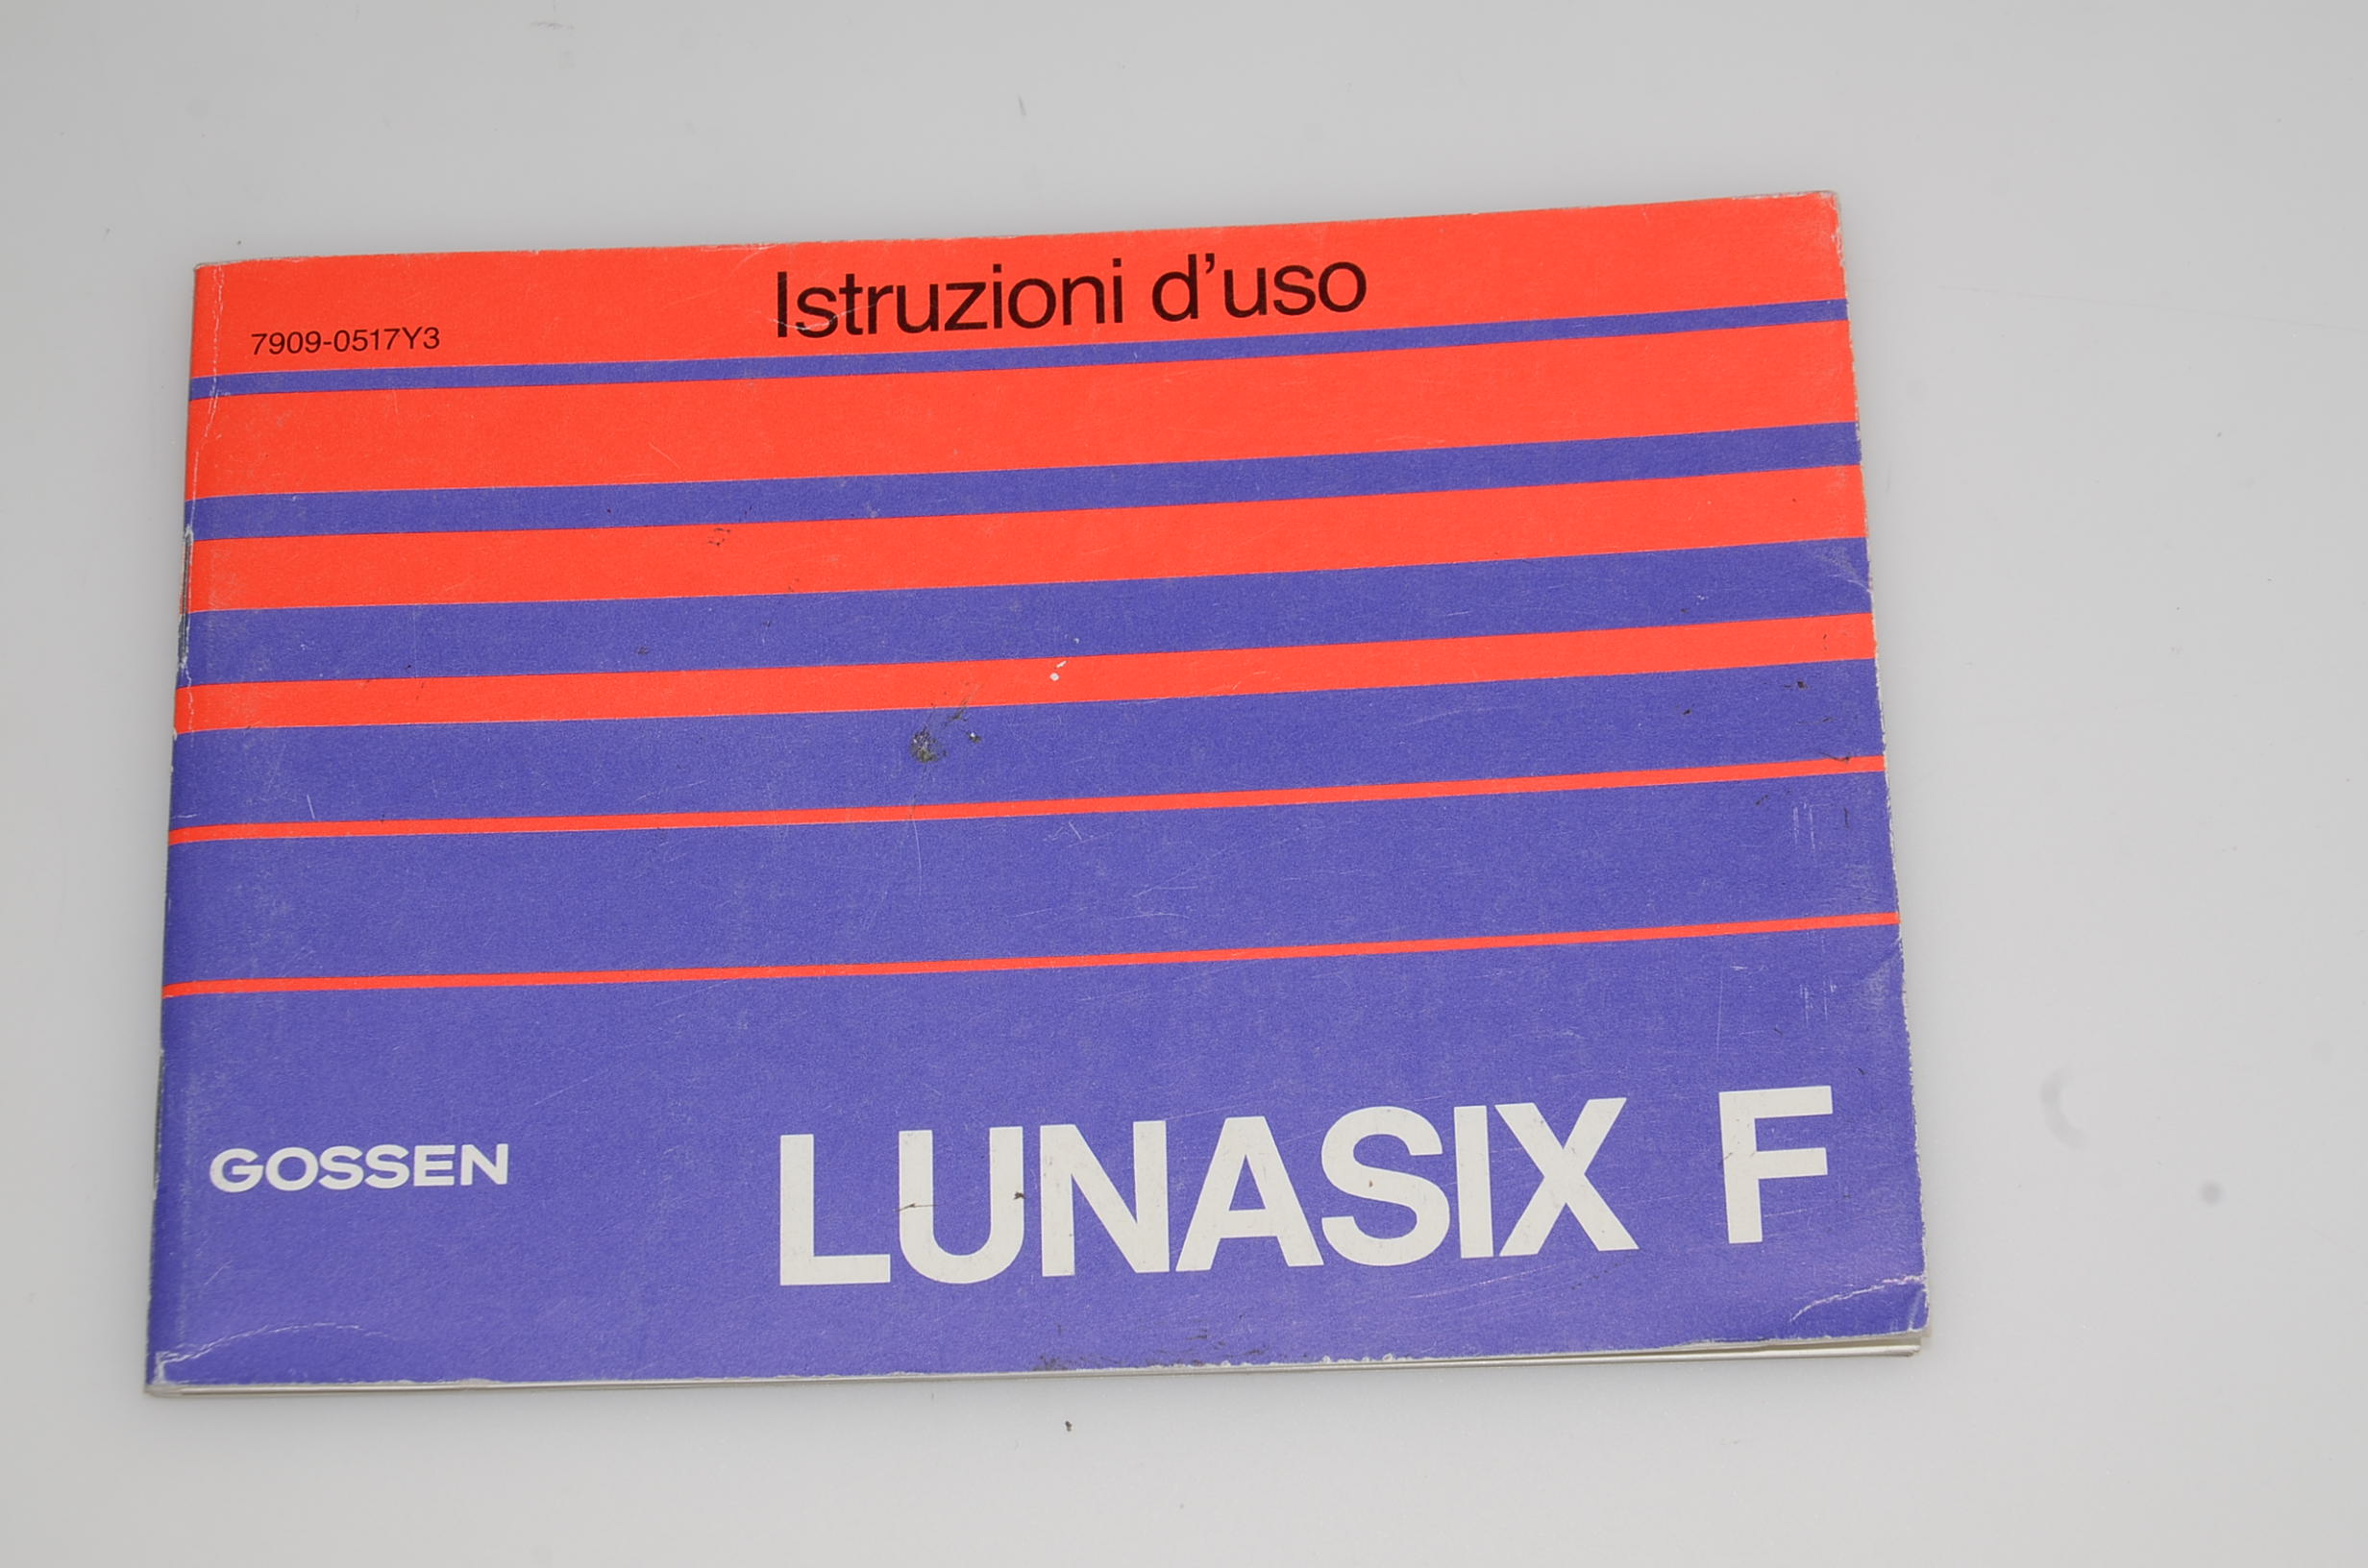 Istruzioni d'uso
7909-0517Y3
GOSSEN
LUNASIX F